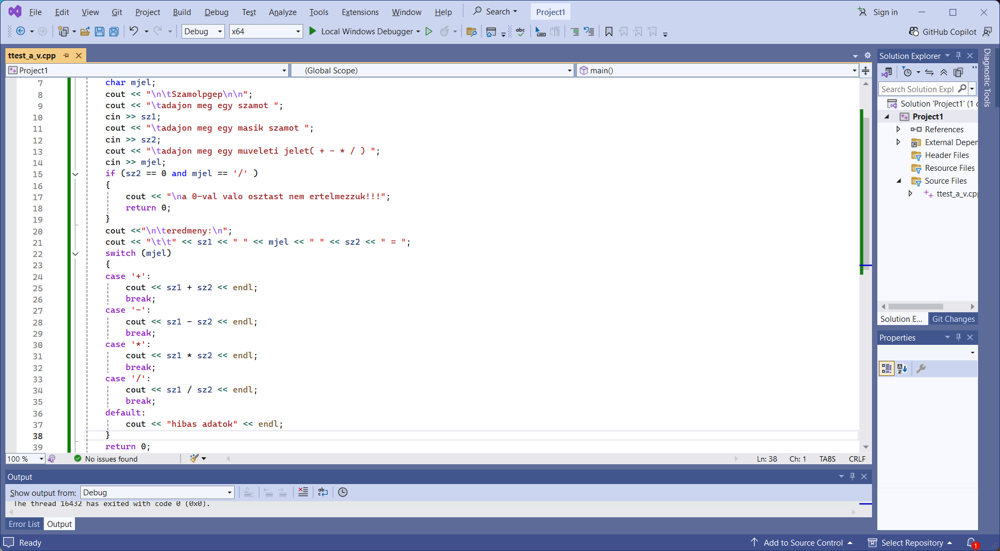 File Edit View Git Project Build Debug Test Analyze Tools Extensions Window Help Search Project1 Sign in
Debug x64 Local Windows Debugger GitHub Copilot
ttest_a_v.cpp
Project1 (Global Scope) main()
7 char mjel;
8 cout << "\n\tSzamolpgep\n\n";
9 cout << "\tadajon meg egy szamot ";
10 cin >> sz1;
11 cout << "\tadajon meg egy masik szamot ";
12 cin >> sz2;
13 cout << "\tadajon meg egy muveleti jelet( + - * / ) ";
14 cin >> mjel;
15 if (sz2 == 0 and mjel == '/' )
16 {
17 cout << "\na 0-val valo osztast nem ertelmezzuk!!!";
18 return 0;
19 }
20 cout <<"\n\teredmeny:\n";
21 cout << "\t\t" << sz1 << " " << mjel << " " << sz2 << " = ";
22 switch (mjel)
23 {
24 case '+':
25 cout << sz1 + sz2 << endl;
26 break;
27 case '-':
28 cout << sz1 - sz2 << endl;
29 break;
30 case '*':
31 cout << sz1 * sz2 << endl;
32 break;
33 case '/':
34 cout << sz1 / sz2 << endl;
35 break;
36 default:
37 cout << "hibas adatok" << endl;
38 }
39 return 0;
100 % No issues found Ln: 38 Ch: 1 TABS CRLF
Output
Show output from: Debug
The thread 16432 has exited with code 0 (0x0).
Error List Output
Solution Explorer
Search Solution Expl
Solution 'Project1' (1
Project1
References
External Depen
Header Files
Resource Files
Source Files
ttest_a_v.cpp
Solution E... Git Changes
Properties
Diagnostic Tools
Ready Add to Source Control Select Repository 1